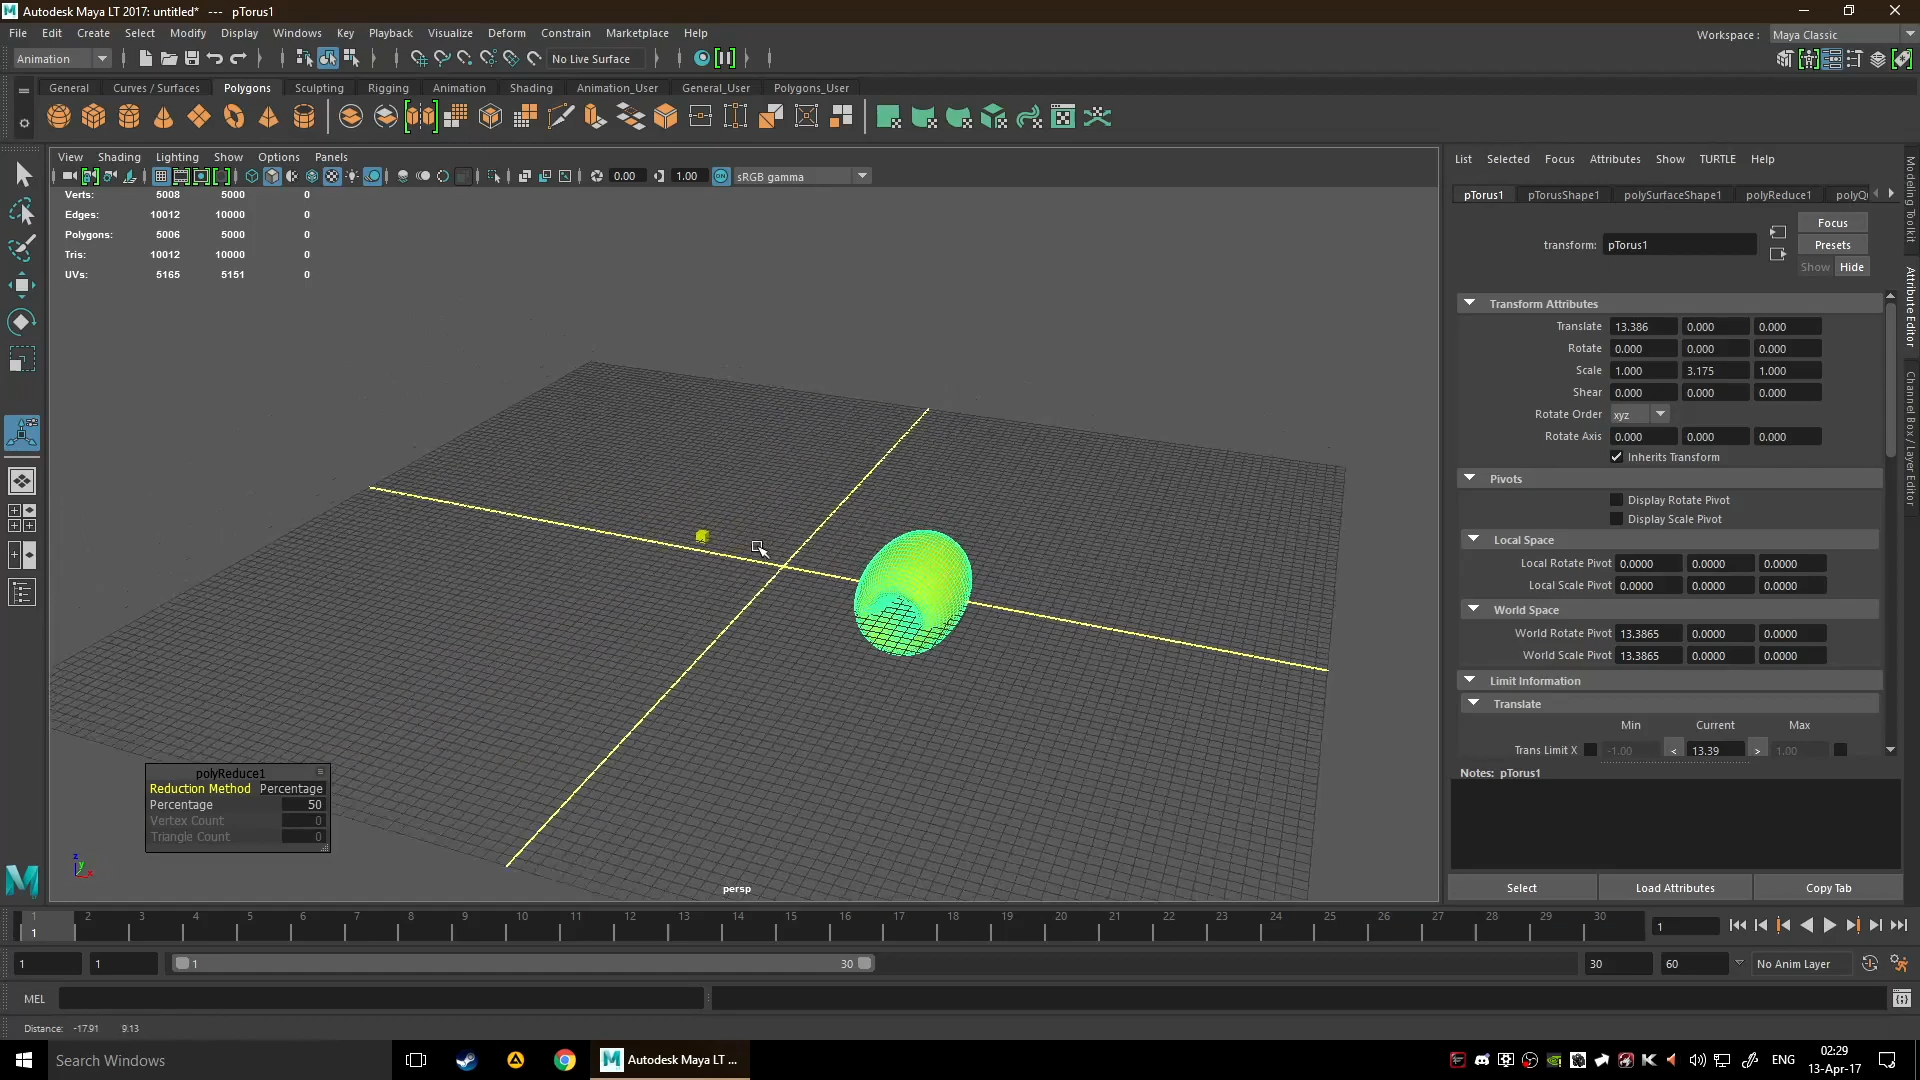 Autodesk Maya LT 2017: untitled* --- pTorus1
File Edit Create Select Modify Display Windows Key Playback Visualize Deform Constrain Marketplace Help
Workspace : Maya Classic
Animation
No Live Surface
General Curves / Surfaces Polygons Sculpting Rigging Animation Shading Animation_User General_User Polygons_User
View Shading Lighting Show Options Panels
0.00 1.00 ON sRGB gamma
Verts: 5008 5000 0
Edges: 10012 10000 0
Polygons: 5006 5000 0
Tris: 10012 10000 0
UVs: 5165 5151 0
polyReduce1
Reduction Method Percentage
Percentage 50
Vertex Count 0
Triangle Count 0
z y x
persp
List Selected Focus Attributes Show TURTLE Help
pTorus1 pTorusShape1 polySurfaceShape1 polyReduce1 polyQ
transform: pTorus1
Focus
Presets
Show Hide
Transform Attributes
Translate 13.386 0.000 0.000
Rotate 0.000 0.000 0.000
Scale 1.000 3.175 1.000
Shear 0.000 0.000 0.000
Rotate Order xyz
Rotate Axis 0.000 0.000 0.000
Inherits Transform
Pivots
Display Rotate Pivot
Display Scale Pivot
Local Space
Local Rotate Pivot 0.0000 0.0000 0.0000
Local Scale Pivot 0.0000 0.0000 0.0000
World Space
World Rotate Pivot 13.3865 0.0000 0.0000
World Scale Pivot 13.3865 0.0000 0.0000
Limit Information
Translate
Min Current Max
Trans Limit X -1.00 < 13.39 > 1.00
Notes: pTorus1
Select Load Attributes Copy Tab
Modeling Toolkit
Attribute Editor
Channel Box / Layer Editor
1 2 3 4 5 6 7 8 9 10 11 12 13 14 15 16 17 18 19 20 21 22 23 24 25 26 27 28 29 30
1
1
1 1 1 30 30 60 No Anim Layer
MEL
Distance: -17.91 9.13
Search Windows
Autodesk Maya LT ...
ENG
02:29
13-Apr-17